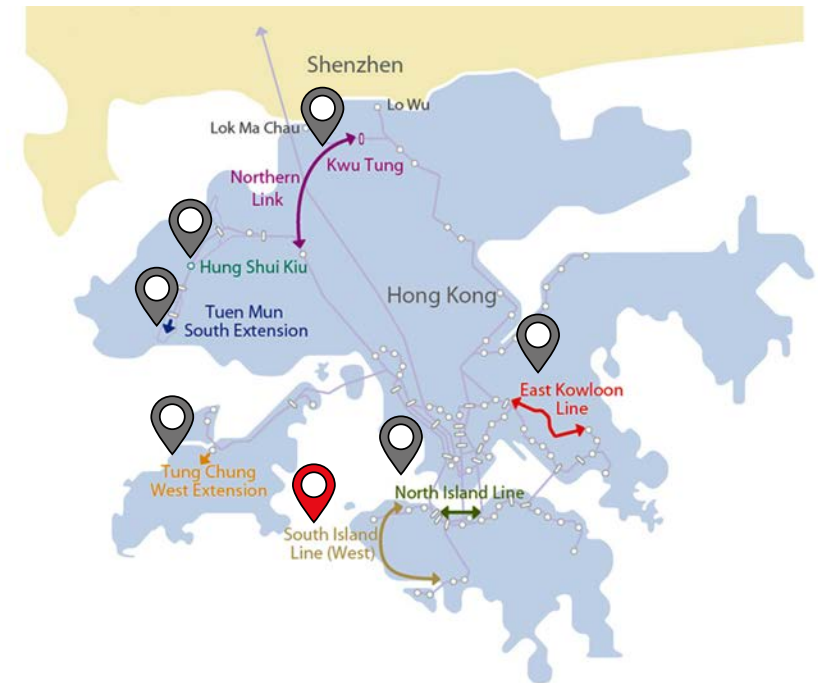 Shenzhen
Lo Wu
Lok Ma Chau
Kwu Tung
Northern
Link
Hung Shui Kiu
Hong Kong
Tuen Mun
South Extension
East Kowloon
Line
Tung Chung
West Extension
North Island Line
South Island
Line (West)